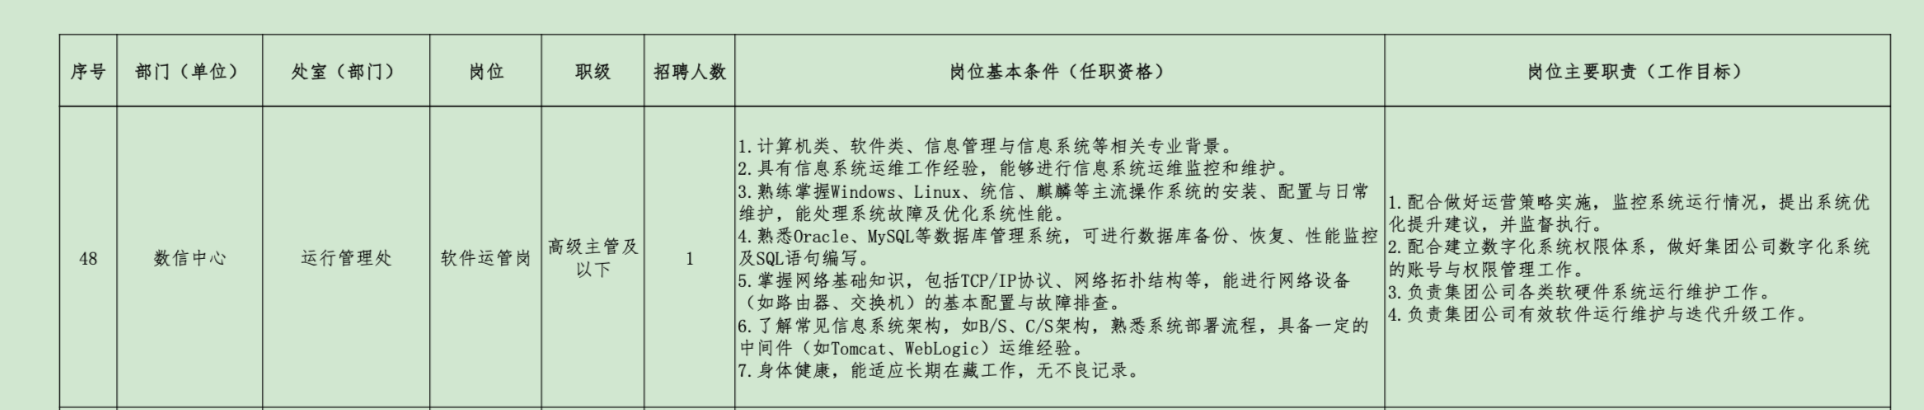 序号
部门（单位）
处室（部门）
岗位
职级
招聘人数
岗位基本条件（任职资格）
岗位主要职责（工作目标）
48
数信中心
运行管理处
软件运管岗
高级主管及
以下
1
1.计算机类、软件类、信息管理与信息系统等相关专业背景。
2.具有信息系统运维工作经验，能够进行信息系统运维监控和维护。
3.熟练掌握Windows、Linux、统信、麒麟等主流操作系统的安装、配置与日常
维护，能处理系统故障及优化系统性能。
4.熟悉Oracle、MySQL等数据库管理系统，可进行数据库备份、恢复、性能监控
及SQL语句编写。
5.掌握网络基础知识，包括TCP/IP协议、网络拓扑结构等，能进行网络设备
（如路由器、交换机）的基本配置与故障排查。
6.了解常见信息系统架构，如B/S、C/S架构，熟悉系统部署流程，具备一定的
中间件（如Tomcat、WebLogic）运维经验。
7.身体健康，能适应长期在藏工作，无不良记录。
1.配合做好运营策略实施，监控系统运行情况，提出系统优
化提升建议，并监督执行。
2.配合建立数字化系统权限体系，做好集团公司数字化系统
的账号与权限管理工作。
3.负责集团公司各类软硬件系统运行维护工作。
4.负责集团公司有效软件运行维护与迭代升级工作。